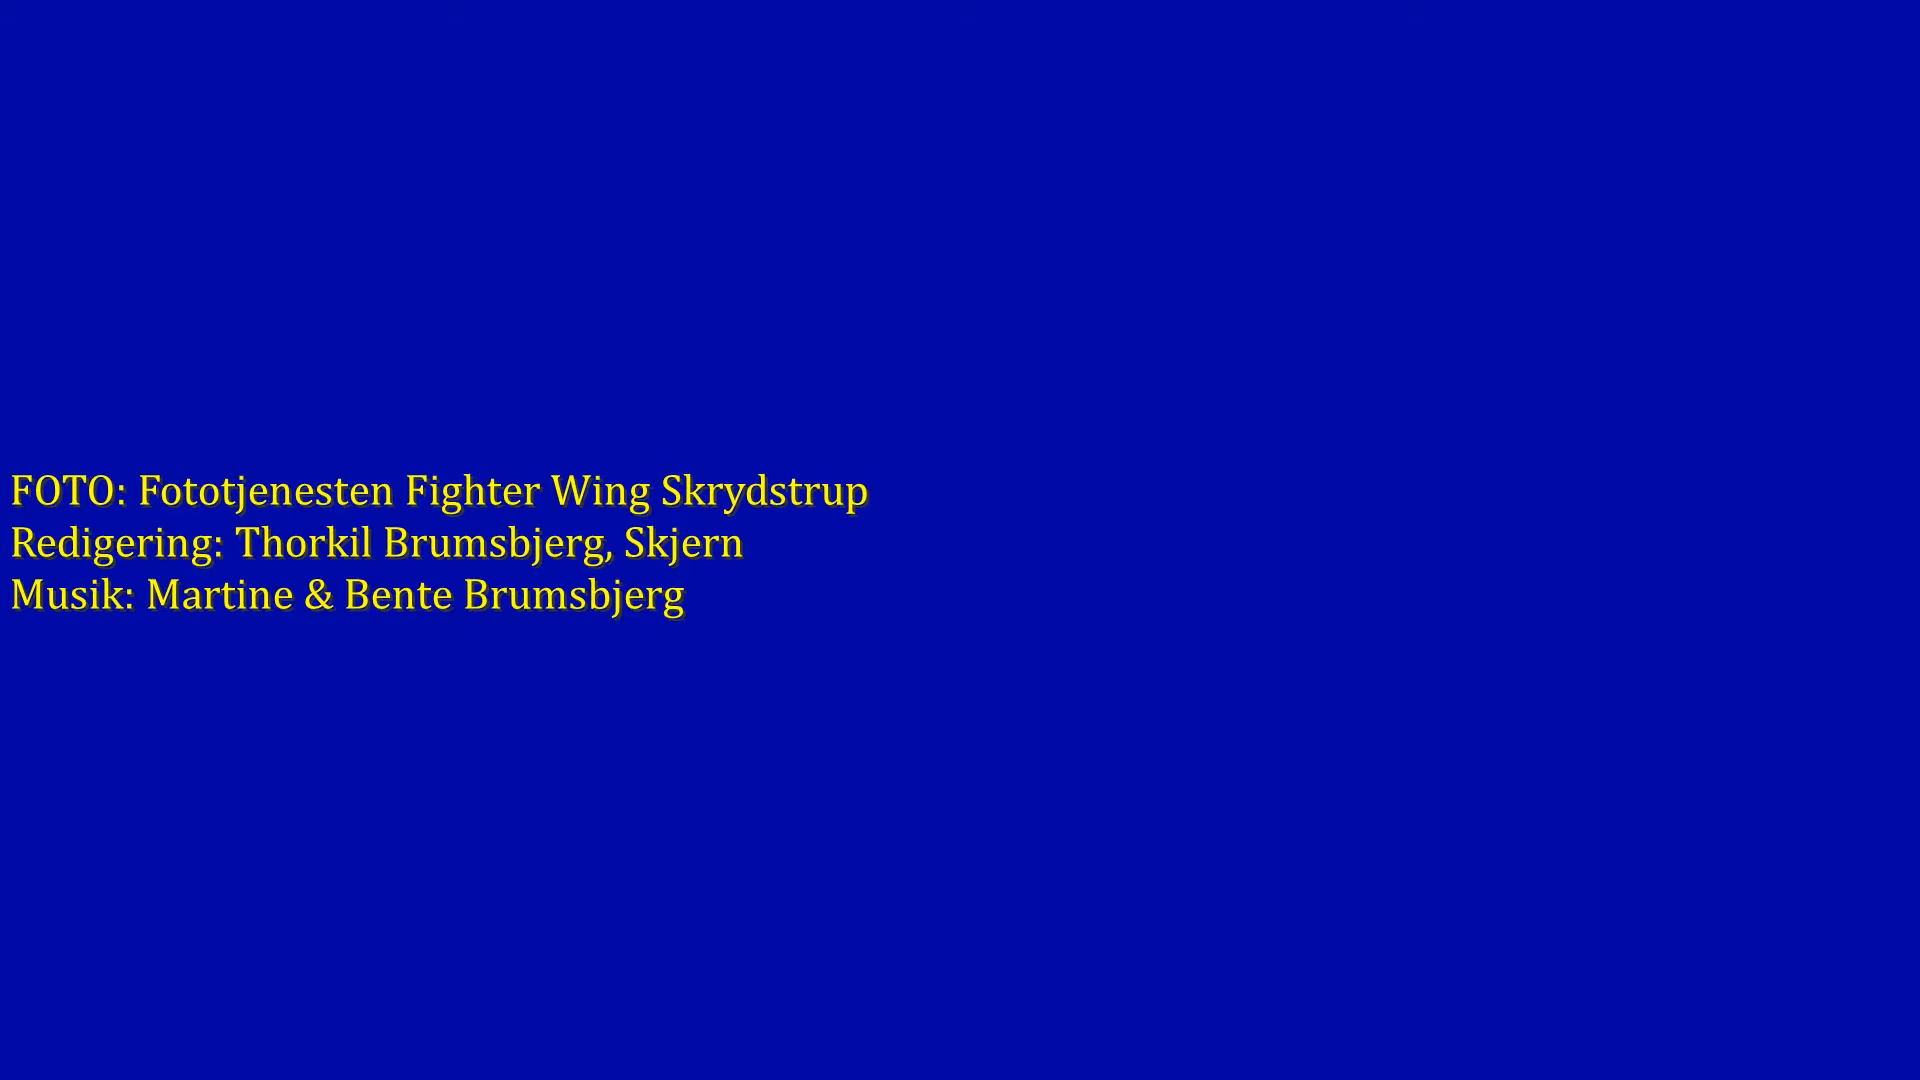 FOTO: Fototjenesten Fighter Wing Skrydstrup
Redigering: Thorkil Brumsbjerg, Skjern
Musik: Martine & Bente Brumsbjerg